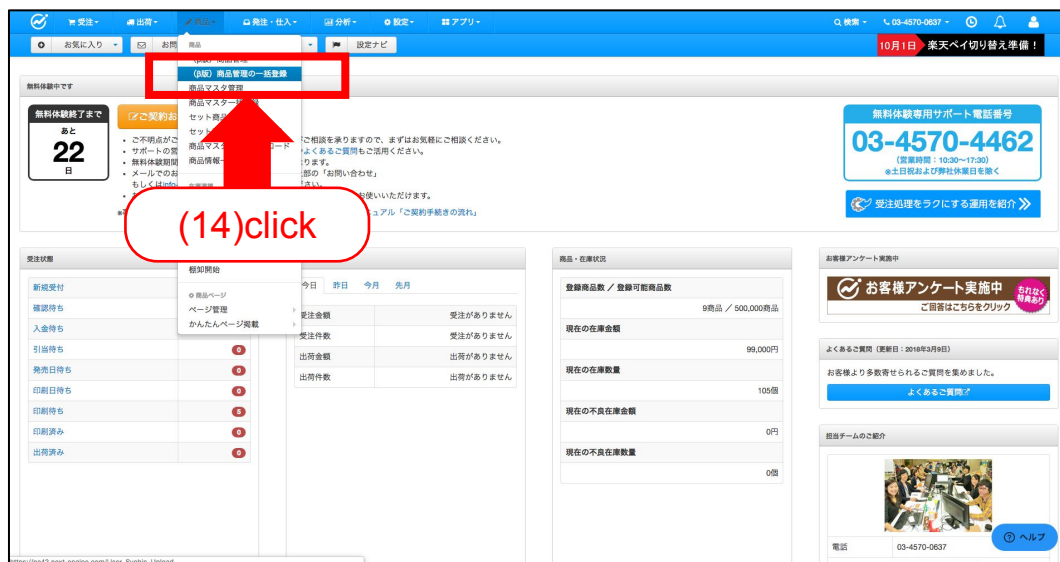 受注
出荷
商品
発注・仕入
分析
設定
アプリ
検索
03-4570-0637
お気に入り
お問
設定ナビ
10月1日 楽天ペイ切り替え準備！
商品
(β版) 商品管理の一括登録
商品マスタ管理
セット商
商品マス
商品情報
ロード
無料体験中です
無料体験終了まで
あと
22
日
ご契約お
ご不明点がご
がご相談を承りますので、まずはお気軽にご相談ください。
サポートの営
よくあるご質問もご活用ください。
無料体験期間
ります。
メールでのお
部の「お問い合わせ」
もしくはinfo
さい。
お使いいただけます。
ュアル「ご契約手続きの流れ」
(14)click
無料体験専用サポート電話番号
03-4570-4462
(営業時間：10:30〜17:30)
※土日祝および弊社休業日を除く
受注処理をラクにする運用を紹介
棚卸開始
商品ページ
ページ管理
かんたんページ掲載
受注状態
新規受付
確認待ち
入金待ち
引当待ち 0
発売日待ち 0
印刷日待ち 0
印刷待ち 5
印刷済み 0
出荷済み 0
今日 昨日 今月 先月
受注金額 受注がありません
受注件数 受注がありません
出荷金額 出荷がありません
出荷件数 出荷がありません
商品・在庫状況
登録商品数 / 登録可能商品数
9商品 / 500,000商品
現在の在庫金額
99,000円
現在の在庫数量
105個
現在の不良在庫金額
0円
現在の不良在庫数量
0個
お客様アンケート実施中
お客様アンケート実施中
ご回答はこちらをクリック
もれなく
特典あり
よくあるご質問 (更新日：2018年3月9日)
お客様より多数寄せられるご質問を集めました。
よくあるご質問
担当チームのご紹介
電話 03-4570-0637
ヘルプ